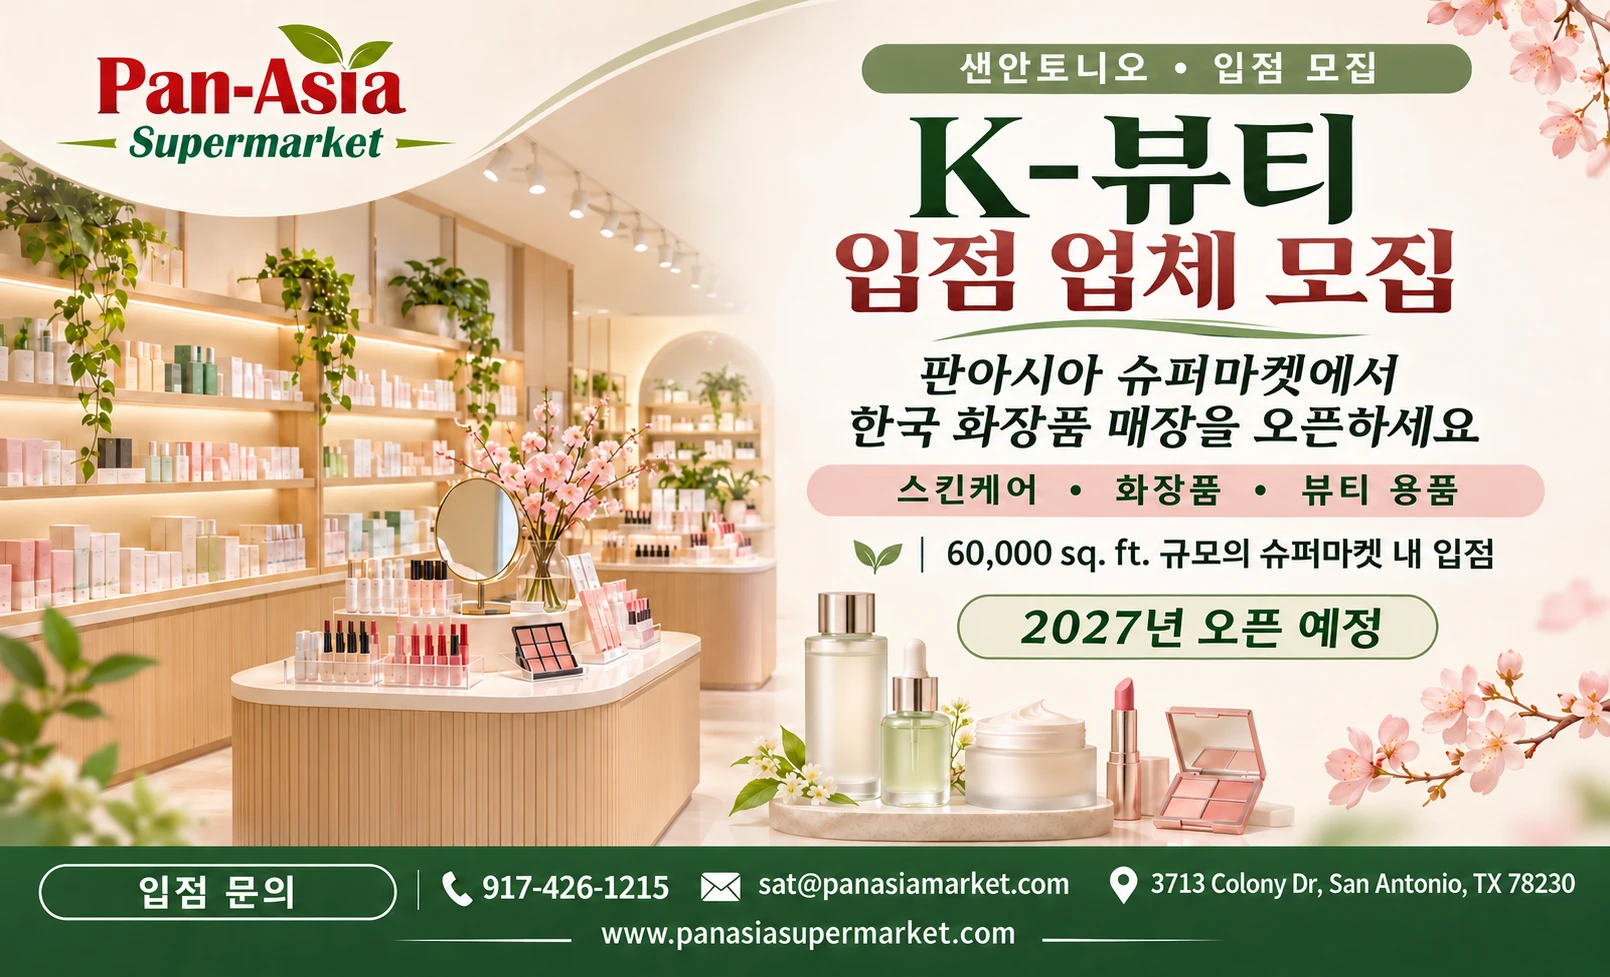 Pan-Asia
Supermarket
샌안토니오 • 입점 모집
K-뷰티
입점 업체 모집
판아시아 슈퍼마켓에서
한국 화장품 매장을 오픈하세요
스킨케어 • 화장품 • 뷰티 용품
60,000 sq. ft. 규모의 슈퍼마켓 내 입점
2027년 오픈 예정
입점 문의
917-426-1215
sat@panasiamarket.com
3713 Colony Dr, San Antonio, TX 78230
www.panasiasupermarket.com